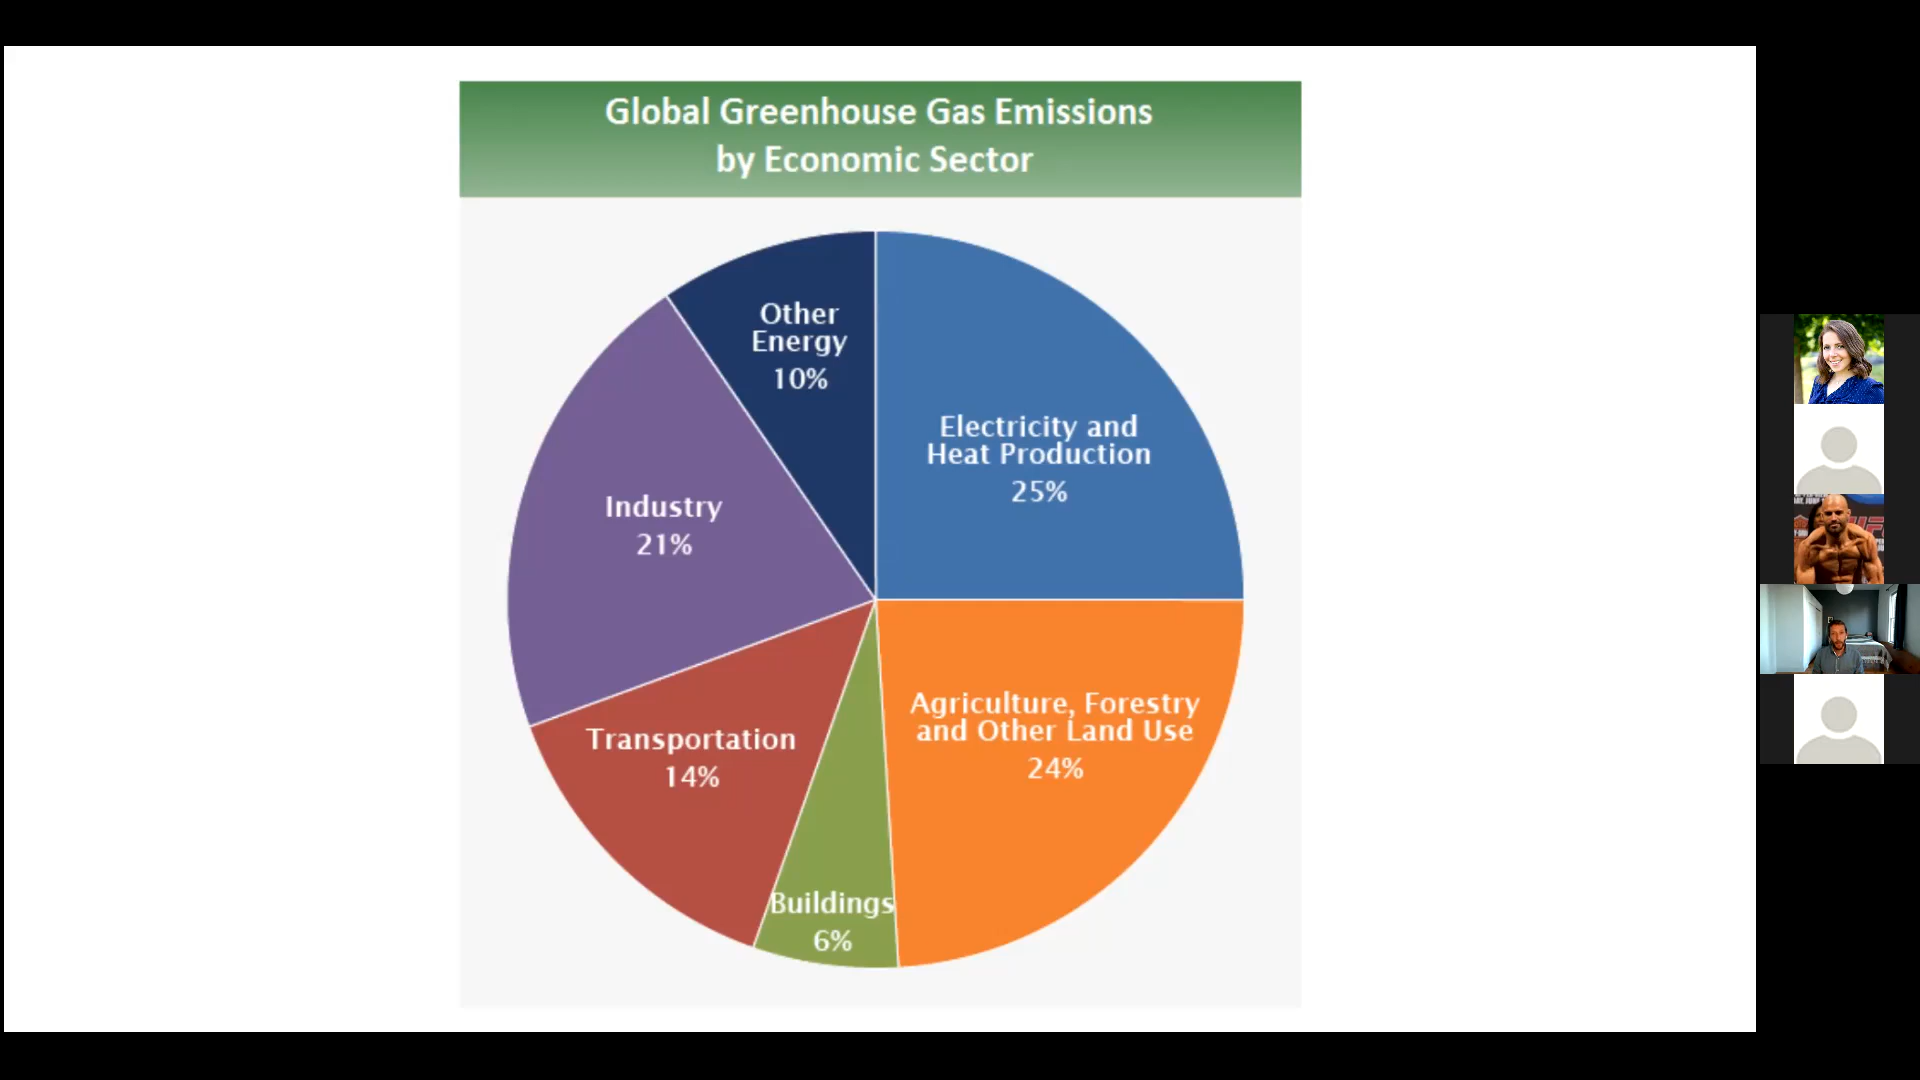 Global Greenhouse Gas Emissions
by Economic Sector
Other
Energy
10%
Electricity and
Heat Production
25%
Industry
21%
Agriculture, Forestry
and Other Land Use
24%
Transportation
14%
Buildings
6%